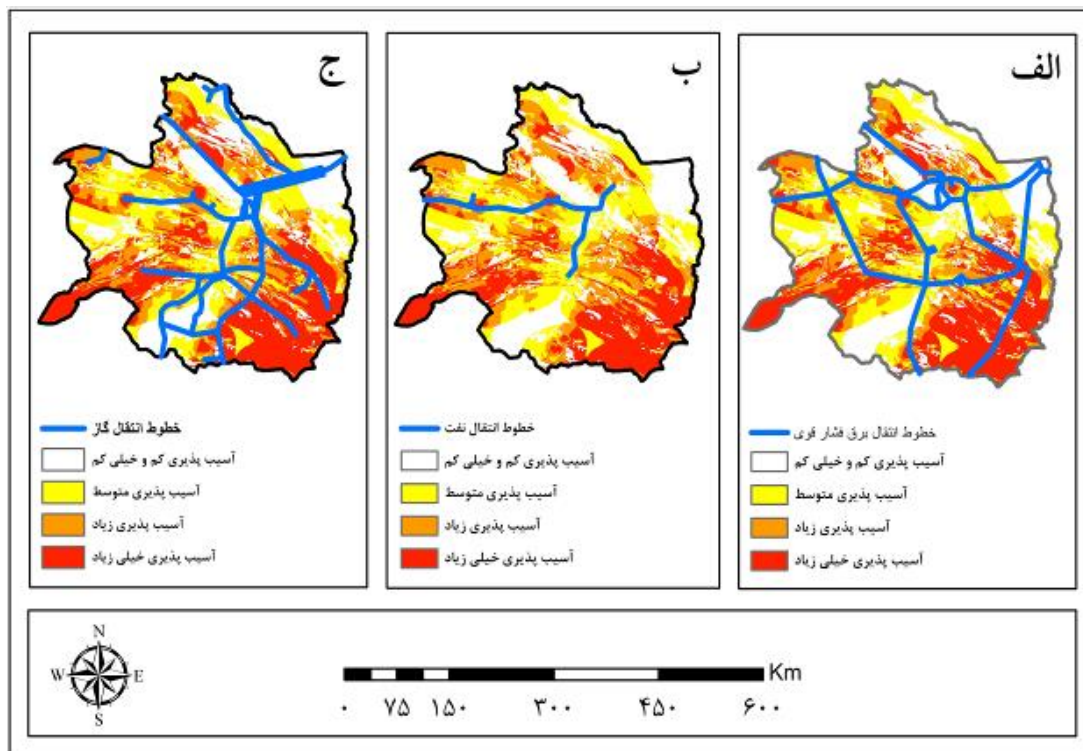 الف
خطوط انتقال برق فشار قوی
آسیب پذیری کم و خیلی کم
آسیب پذیری متوسط
آسیب پذیری زیاد
آسیب پذیری خیلی زیاد
ب
خطوط انتقال نفت
آسیب پذیری کم و خیلی کم
آسیب پذیری متوسط
آسیب پذیری زیاد
آسیب پذیری خیلی زیاد
ج
خطوط انتقال گاز
آسیب پذیری کم و خیلی کم
آسیب پذیری متوسط
آسیب پذیری زیاد
آسیب پذیری خیلی زیاد
N
W E
S
Km
۰ ۷۵ ۱۵۰ ۳۰۰ ۴۵۰ ۶۰۰